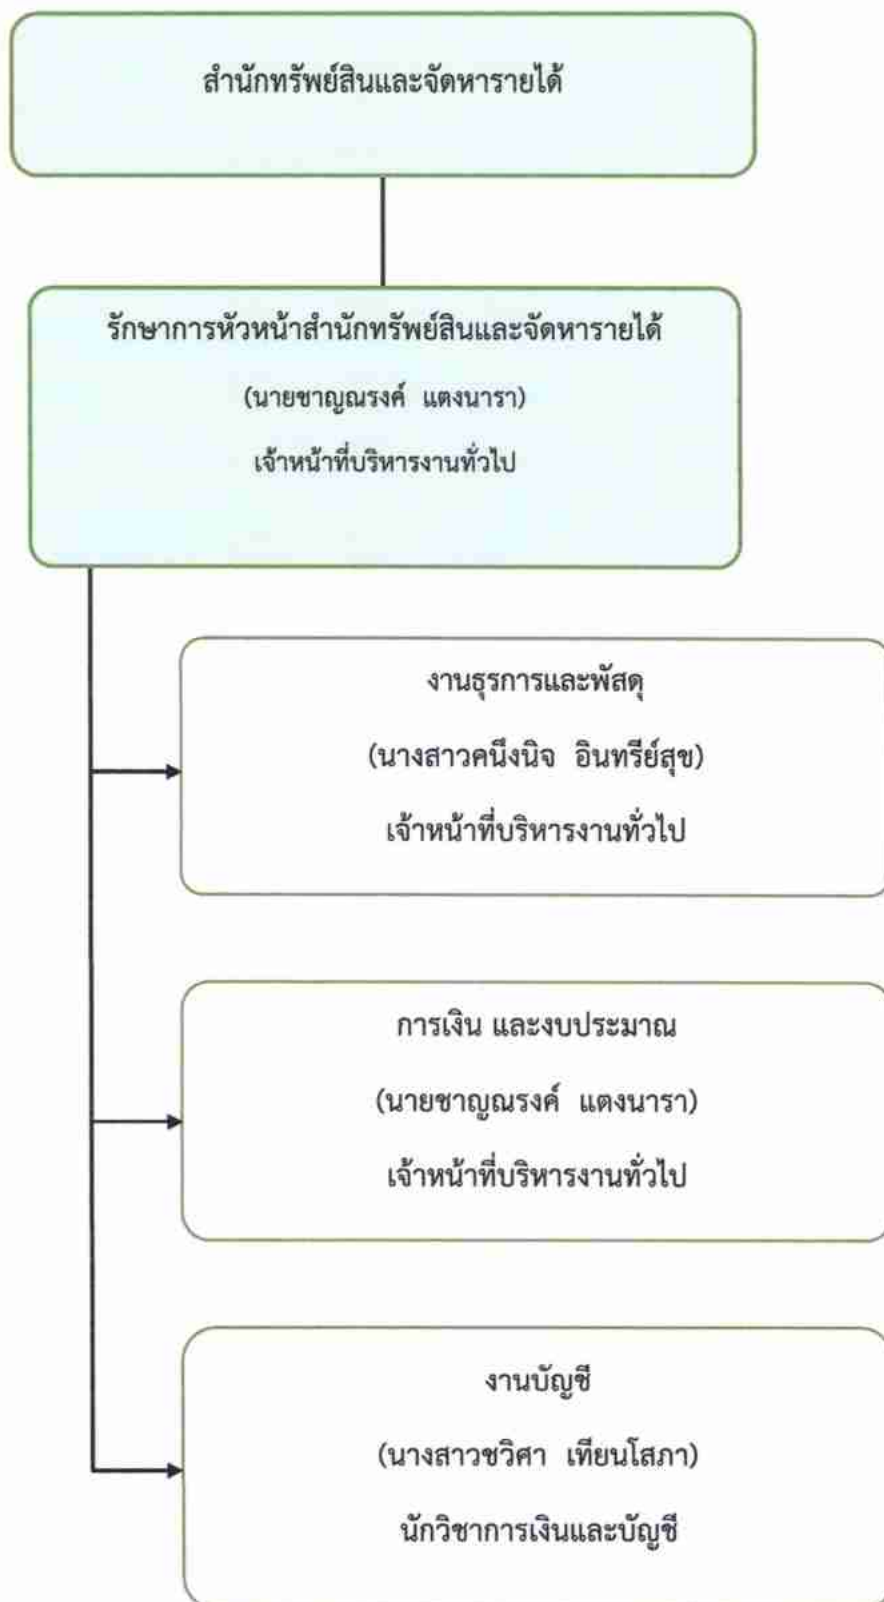 สำนักทรัพย์สินและจัดหารายได้
รักษาการหัวหน้าสำนักทรัพย์สินและจัดหารายได้
(นายชาญณรงค์ แตงนารา)
เจ้าหน้าที่บริหารงานทั่วไป
งานธุรการและพัสดุ
(นางสาวคนึงนิจ อินทรีย์สุข)
เจ้าหน้าที่บริหารงานทั่วไป
การเงิน และงบประมาณ
(นายชาญณรงค์ แตงนารา)
เจ้าหน้าที่บริหารงานทั่วไป
งานบัญชี
(นางสาวชวิศา เทียนโสภา)
นักวิชาการเงินและบัญชี